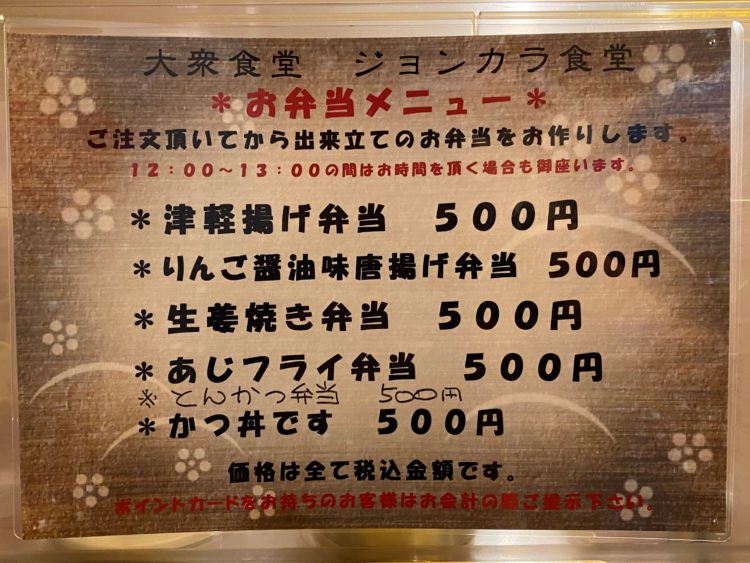 大衆食堂　ジョンカラ食堂
＊お弁当メニュー＊
ご注文頂いてから出来立てのお弁当をお作りします。
１２：００～１３：００の間はお時間を頂く場合も御座います。
＊津軽揚げ弁当　５００円
＊りんご醤油味唐揚げ弁当　５００円
＊生姜焼き弁当　５００円
＊あじフライ弁当　５００円
※とんかつ弁当　500円
＊かつ丼です　５００円
価格は全て税込金額です。
ポイントカードをお持ちのお客様はお会計の際ご提示下さい。